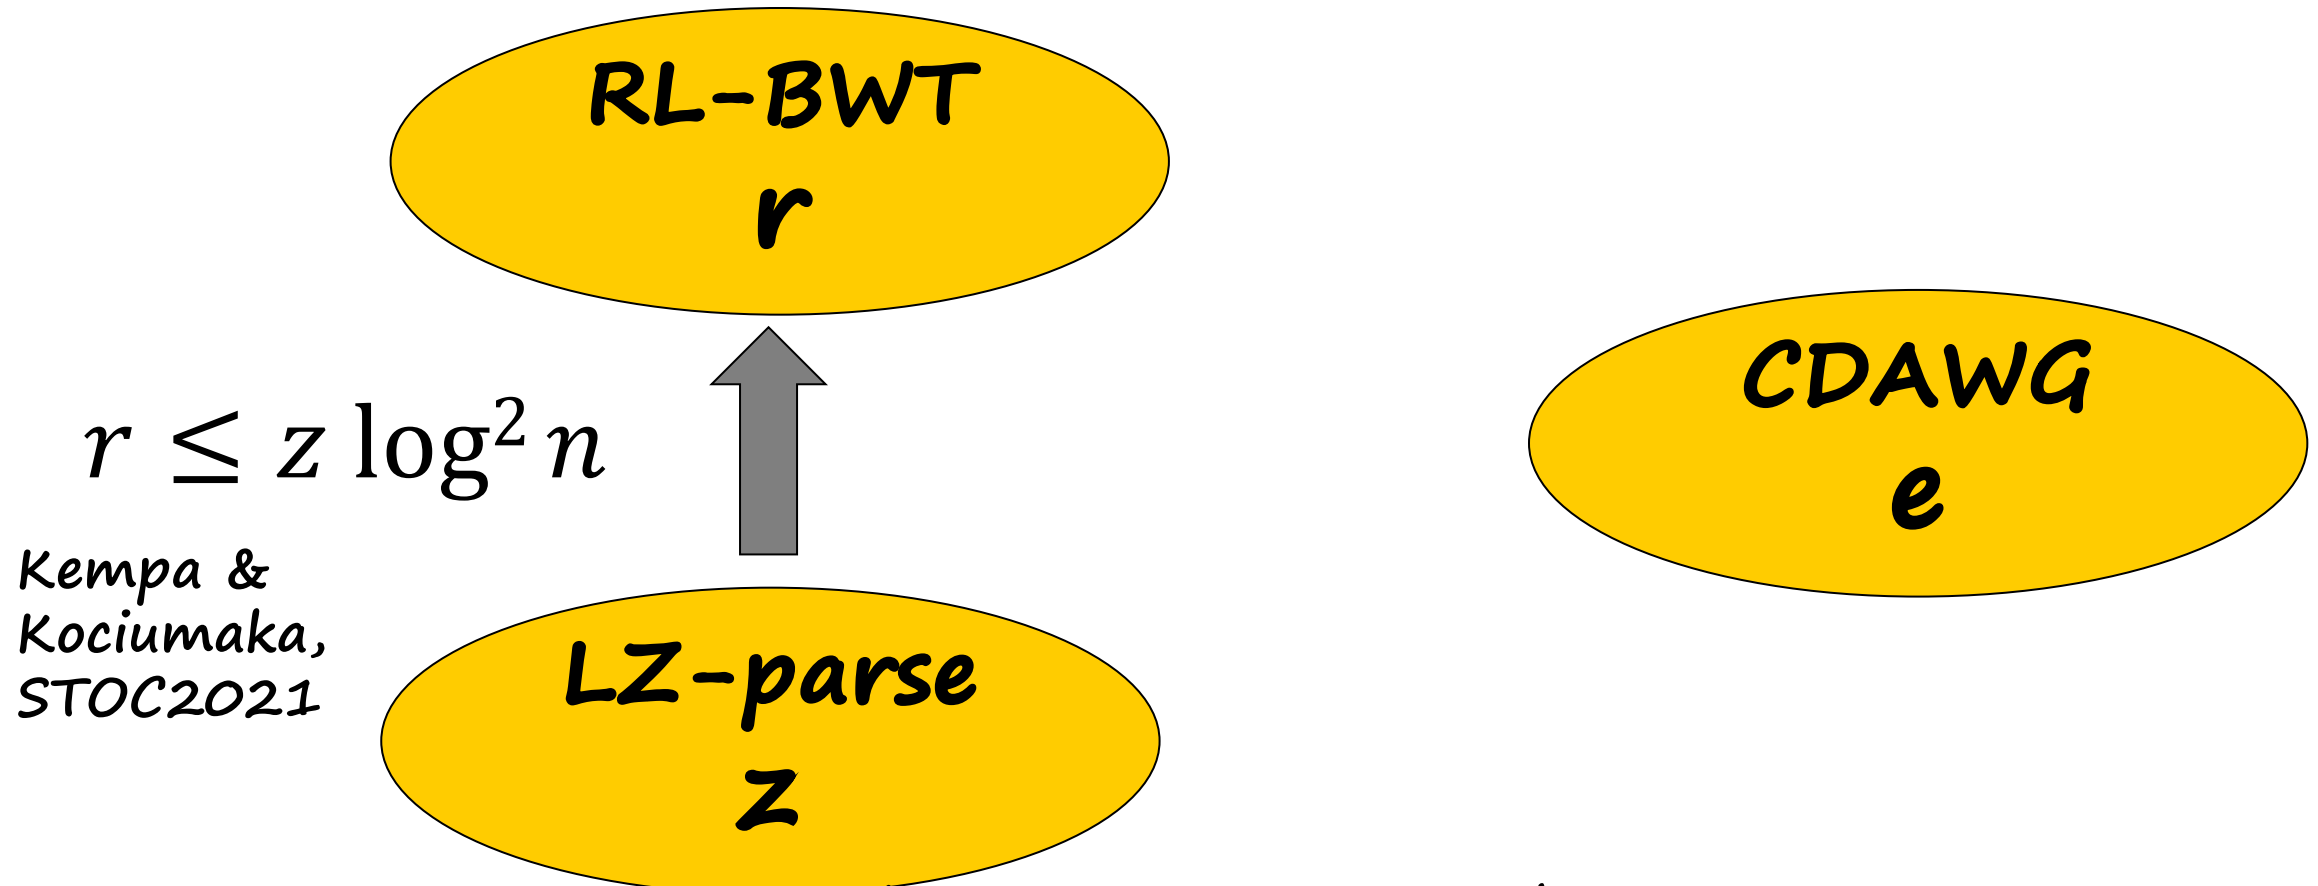 RL-BWT
r
r ≤ z log² n
Kempa &
Kociumaka,
STOC2021
LZ-parse
z
CDAWG
e